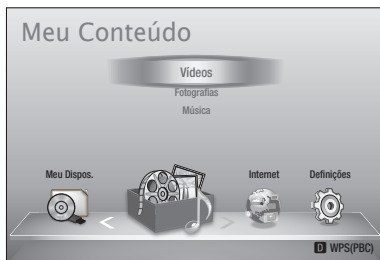 Meu Conteúdo
Vídeos
Fotografias
Música
Meu Dispos.
Internet
Definições
D WPS(PBC)